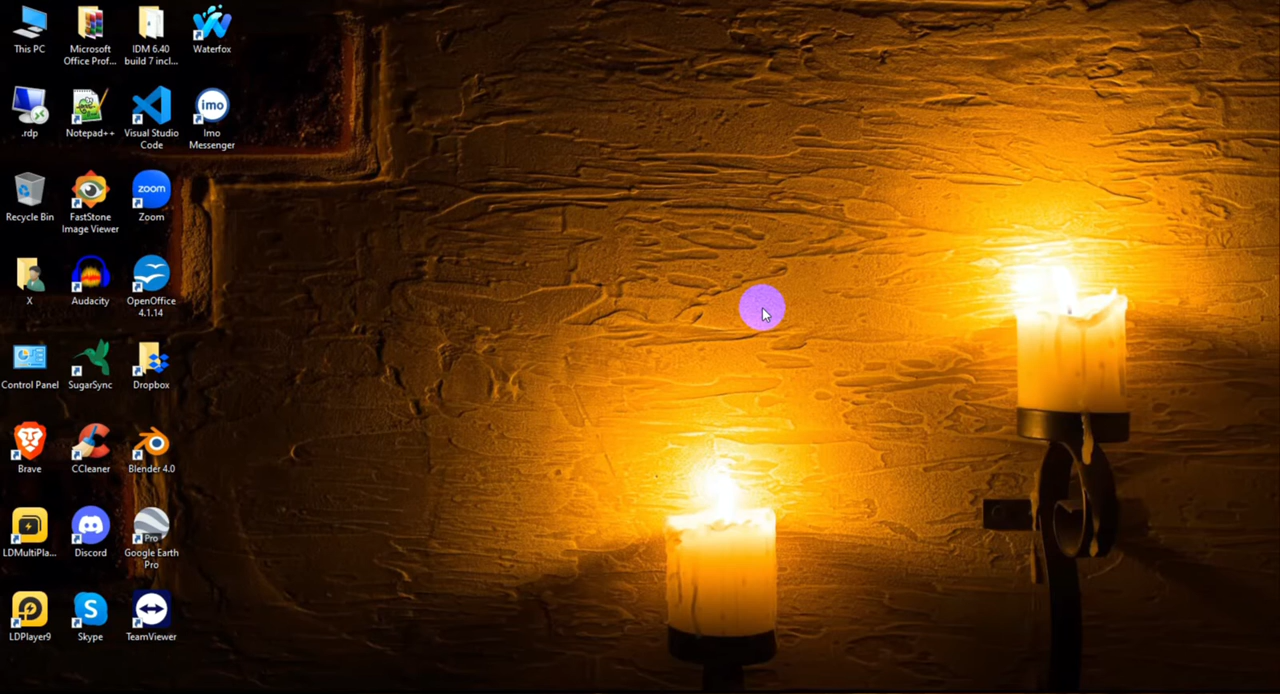 This PC
Microsoft
Office Prof...
IDM 6.40
build 7 incl...
Waterfox
.rdp
Notepad++
Visual Studio
Code
imo
Imo
Messenger
Recycle Bin
FastStone
Image Viewer
zoom
Zoom
X
Audacity
OpenOffice
4.1.14
Control Panel
SugarSync
Dropbox
Brave
CCleaner
Blender 4.0
LDMultiPla...
Discord
Pro
Google Earth
Pro
LDPlayer9
S
Skype
TeamViewer